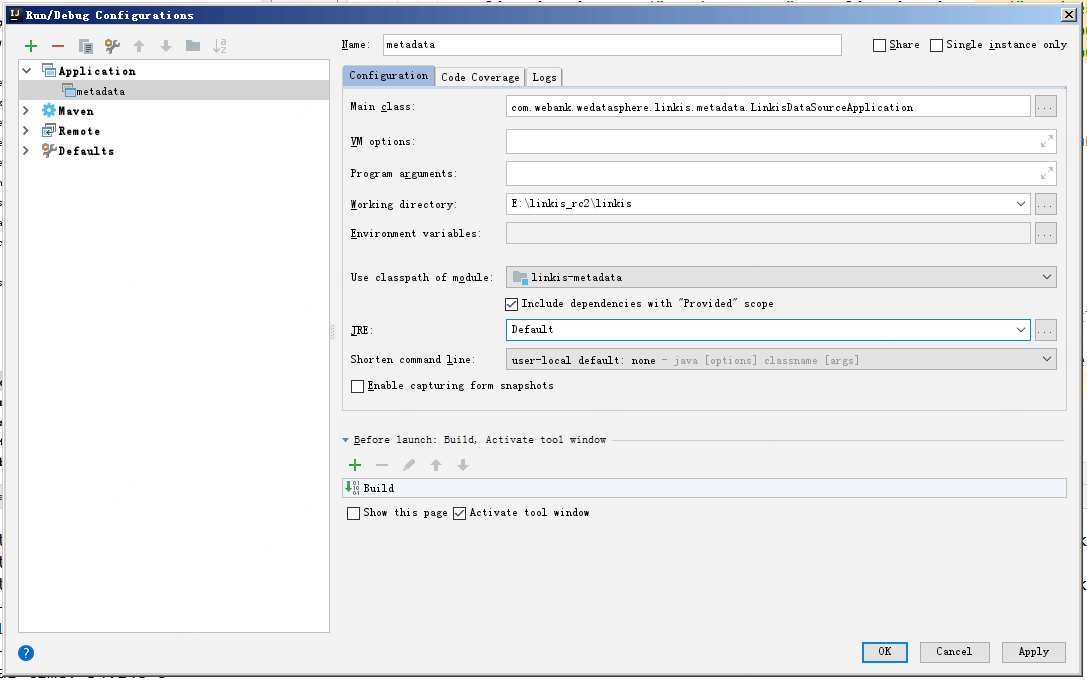 Run/Debug Configurations
Name: metadata
Share
Single instance only
Application
metadata
Maven
Remote
Defaults
Configuration
Code Coverage
Logs
Main class: com.webank.wedatasphere.linkis.metadata.LinkisDataSourceApplication ...
VM options:
Program arguments:
Working directory: E:\linkis_rc2\linkis ...
Environment variables: ...
Use classpath of module: linkis-metadata
Include dependencies with "Provided" scope
JRE: Default ...
Shorten command line: user-local default: none - java [options] classname [args]
Enable capturing form snapshots
Before launch: Build, Activate tool window
Build
Show this page
Activate tool window
?
OK
Cancel
Apply